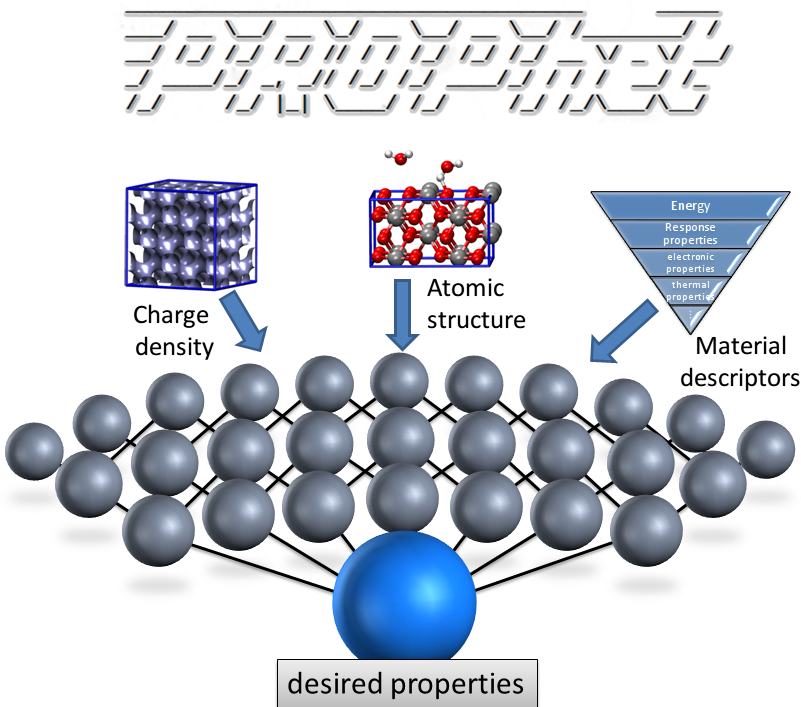 PROPhet
Energy
Response
properties
electronic
properties
thermal
properties
⋮
Charge
density
Atomic
structure
Material
descriptors
desired properties